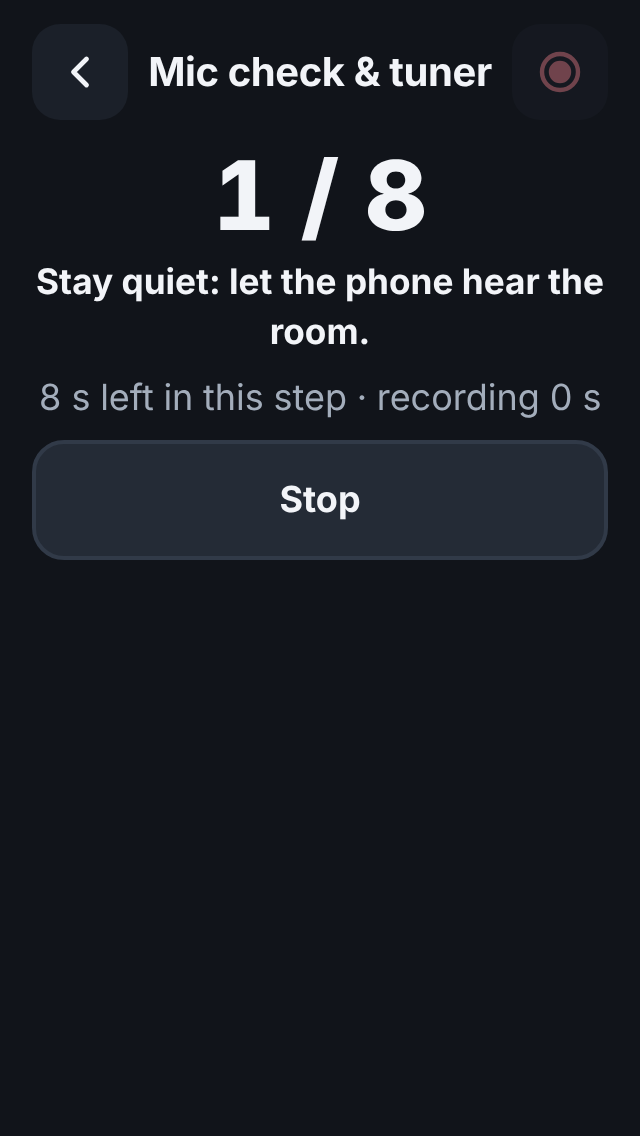 Mic check & tuner
1 / 8
Stay quiet: let the phone hear the
room.
8 s left in this step · recording 0 s
Stop